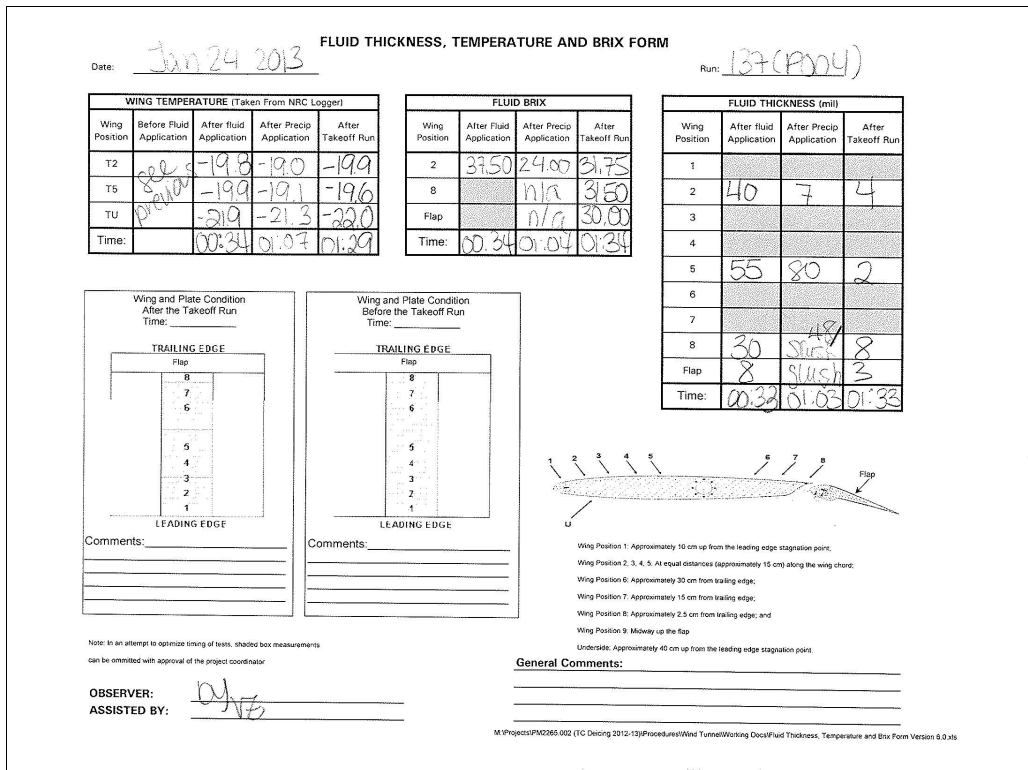 FLUID THICKNESS, TEMPERATURE AND BRIX FORM
Date: Jan 24 2013
Run: 137 (P004)
WING TEMPERATURE (Taken From NRC Logger)
Wing Position Before Fluid Application After fluid Application After Precip Application After Takeoff Run
T2 see previous -19.8 -19.0 -19.9
T5 -19.9 -19.1 -19.6
TU -21.9 -21.3 -22.0
Time: 00:34 01:07 01:29
FLUID BRIX
Wing Position After Fluid Application After Precip Application After Takeoff Run
2 37.50 24.00 31.75
8 n/a 31.50
Flap n/a 30.00
Time: 00:34 01:04 01:34
FLUID THICKNESS (mil)
Wing Position After fluid Application After Precip Application After Takeoff Run
1
2 40 7 4
3
4
5 55 80 2
6
7
8 30 48/ slush 8
Flap 8 slush 3
Time: 00:32 01:03 01:33
Wing and Plate Condition
After the Takeoff Run
Time:
TRAILING EDGE
Flap
8
7
6
5
4
3
2
1
LEADING EDGE
Comments:
Wing and Plate Condition
Before the Takeoff Run
Time:
TRAILING EDGE
Flap
8
7
6
5
4
3
2
1
LEADING EDGE
Comments:
1 2 3 4 5 6 7 8
Flap
U
Wing Position 1: Approximately 10 cm up from the leading edge stagnation point;
Wing Position 2, 3, 4, 5: At equal distances (approximately 15 cm) along the wing chord;
Wing Position 6: Approximately 30 cm from trailing edge;
Wing Position 7: Approximately 15 cm from trailing edge;
Wing Position 8: Approximately 2.5 cm from trailing edge; and
Wing Position 9: Midway up the flap
Underside: Approximately 40 cm up from the leading edge stagnation point.
Note: In an attempt to optimize timing of tests, shaded box measurements
can be ommitted with approval of the project coordinator
General Comments:
OBSERVER:
ASSISTED BY:
M:\Projects\PM2265.002 (TC Deicing 2012-13)\Procedures\Wind Tunnel\Working Docs\Fluid Thickness, Temperature and Brix Form Version 6.0.xls